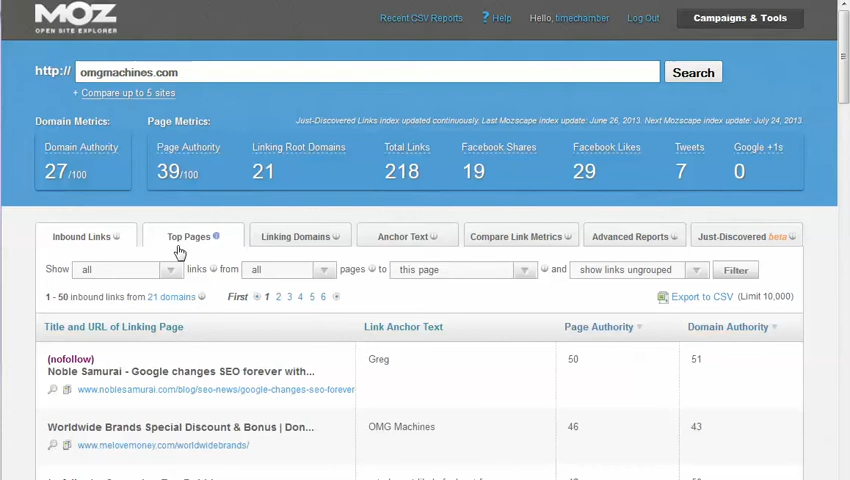 MOZ
OPEN SITE EXPLORER
Recent CSV Reports ? Help Hello, timechamber Log Out Campaigns & Tools
http:// omgmachines.com Search
+ Compare up to 5 sites
Domain Metrics: Page Metrics: Just-Discovered Links index updated continuously. Last Mozscape index update: June 26, 2013. Next Mozscape index update: July 24, 2013.
Domain Authority Page Authority Linking Root Domains Total Links Facebook Shares Facebook Likes Tweets Google +1s
27/100 39/100 21 218 19 29 7 0
Inbound Links Top Pages Linking Domains Anchor Text Compare Link Metrics Advanced Reports Just-Discovered beta
Show all links from all pages to this page and show links ungrouped Filter
1 - 50 inbound links from 21 domains First 1 2 3 4 5 6 Export to CSV (Limit 10,000)
Title and URL of Linking Page Link Anchor Text Page Authority Domain Authority
(nofollow) Greg 50 51
Noble Samurai - Google changes SEO forever with...
www.noblesamurai.com/blog/seo-news/google-changes-seo-forever
Worldwide Brands Special Discount & Bonus | Don... OMG Machines 46 43
www.melovemoney.com/worldwidebrands/